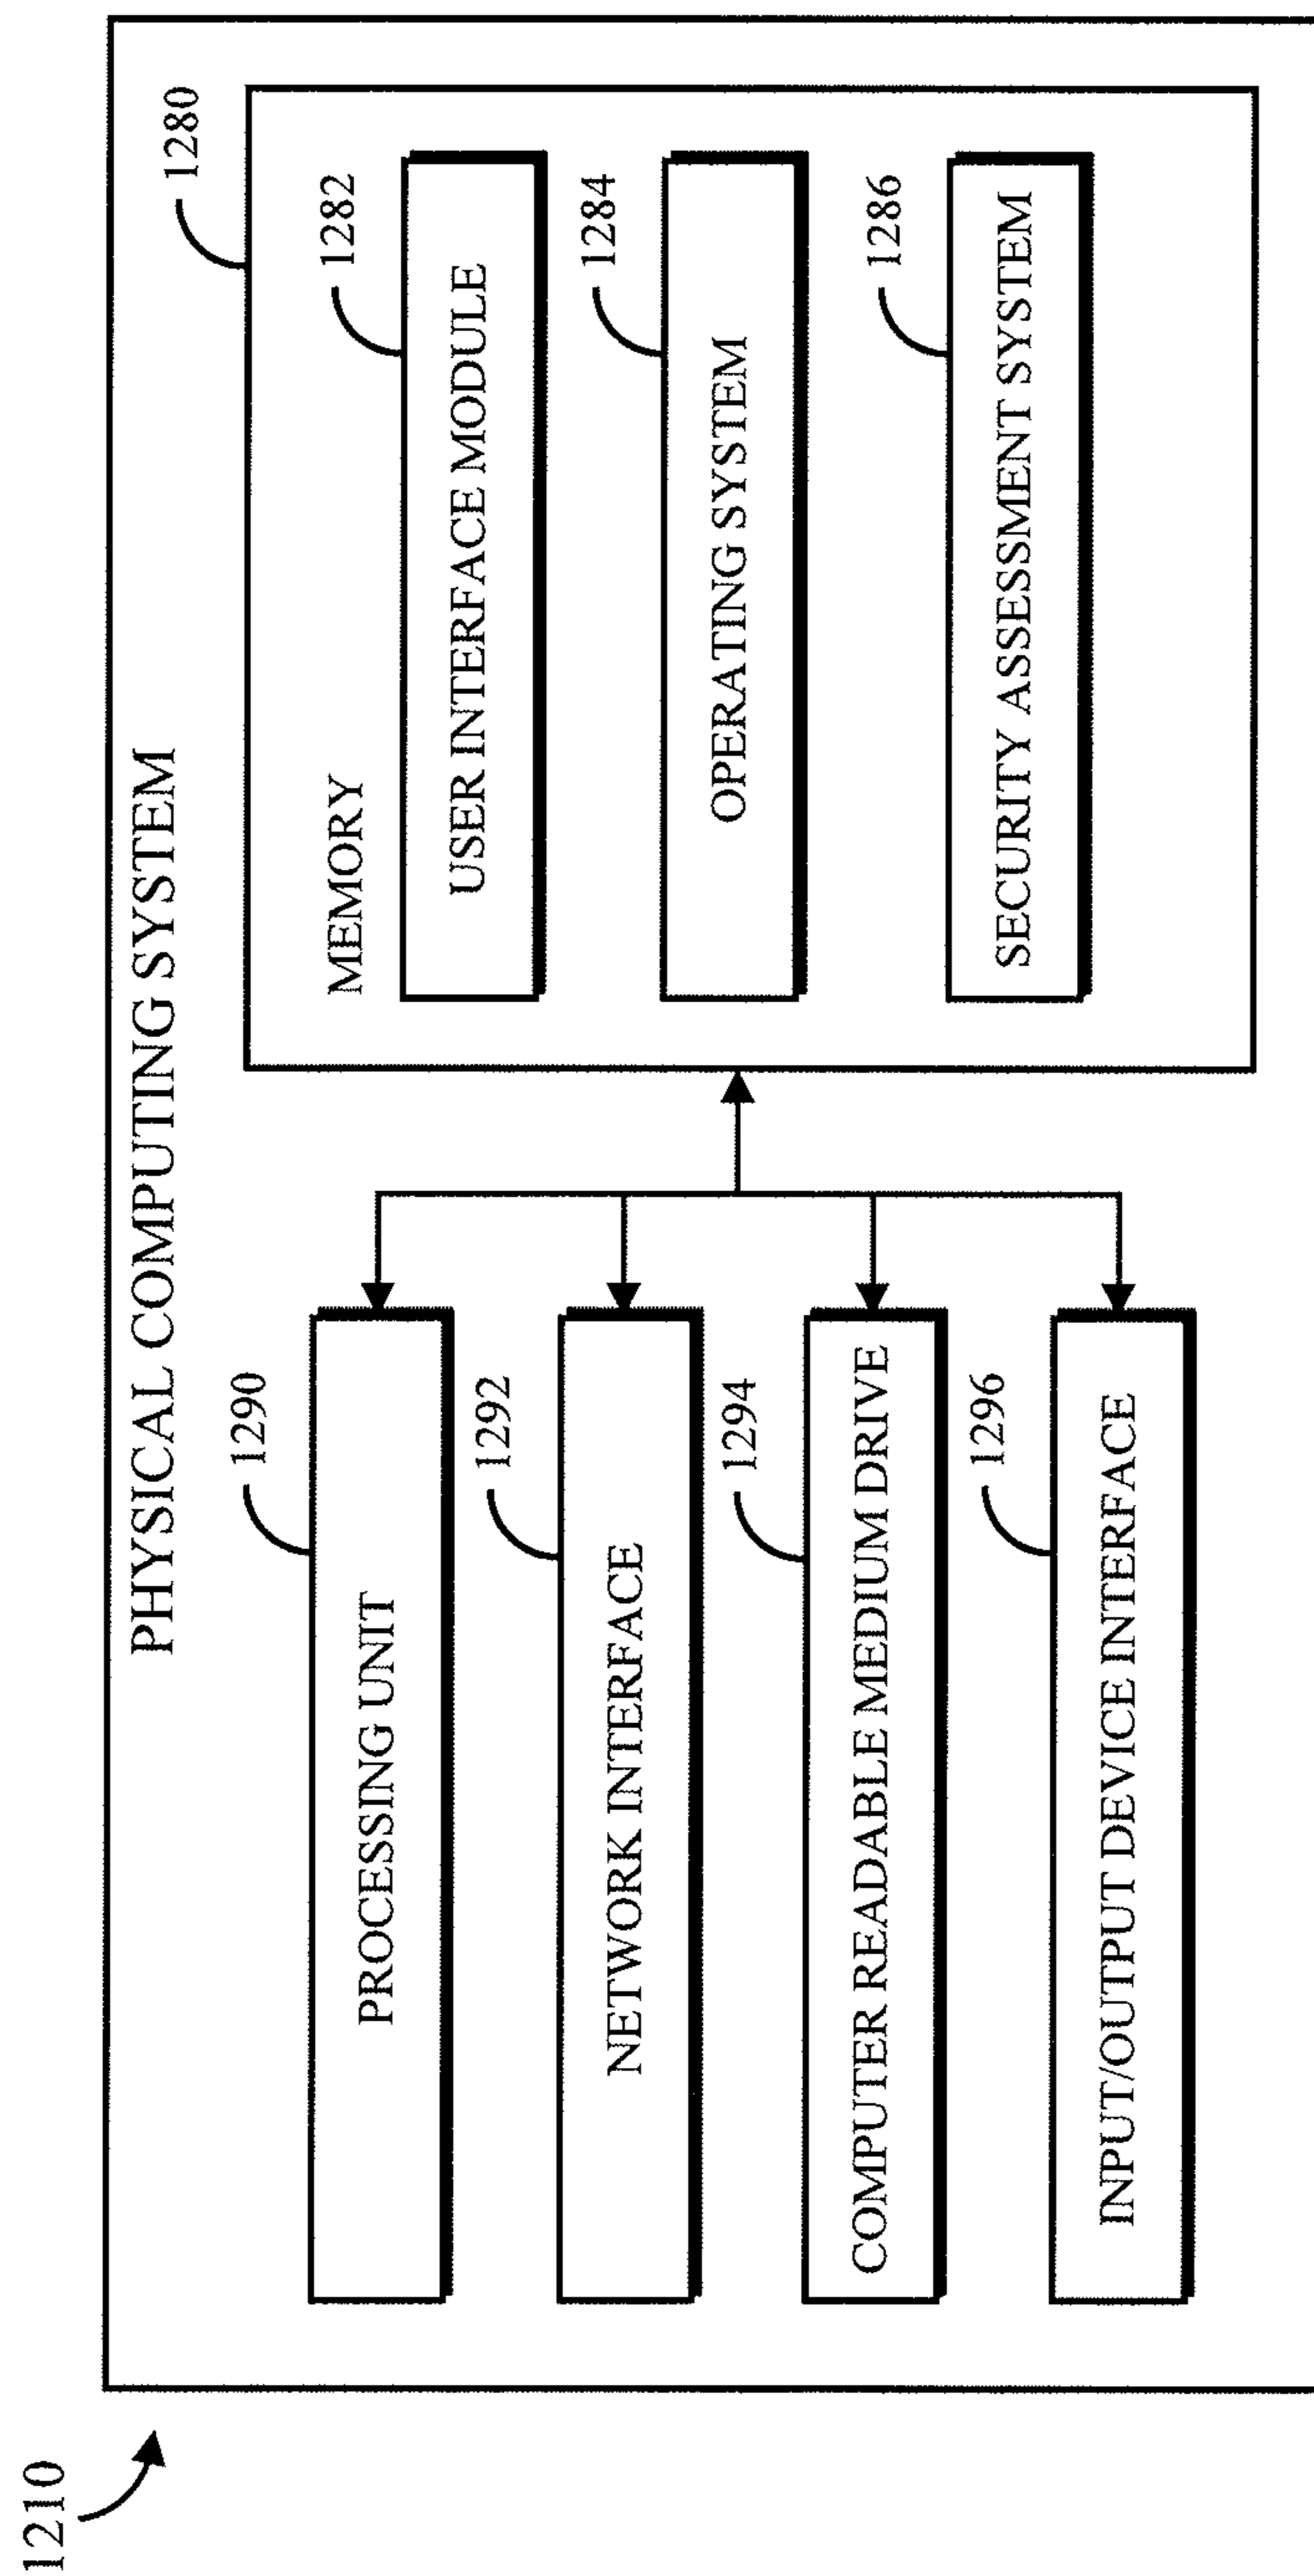 1210
PHYSICAL COMPUTING SYSTEM
1290
PROCESSING UNIT
1292
NETWORK INTERFACE
1294
COMPUTER READABLE MEDIUM DRIVE
1296
INPUT/OUTPUT DEVICE INTERFACE
1280
MEMORY
1282
USER INTERFACE MODULE
1284
OPERATING SYSTEM
1286
SECURITY ASSESSMENT SYSTEM